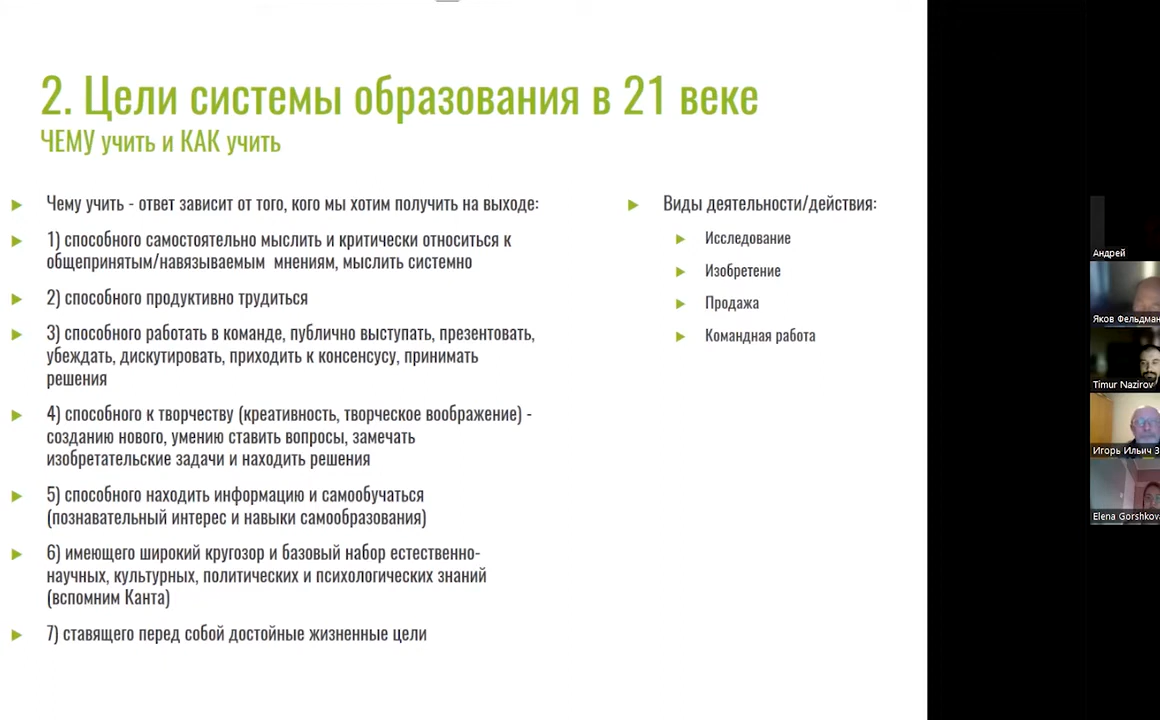 2. Цели системы образования в 21 веке
ЧЕМУ учить и КАК учить
Чему учить - ответ зависит от того, кого мы хотим получить на выходе:
1) способного самостоятельно мыслить и критически относиться к
общепринятым/навязываемым мнениям, мыслить системно
2) способного продуктивно трудиться
3) способного работать в команде, публично выступать, презентовать,
убеждать, дискутировать, приходить к консенсусу, принимать
решения
4) способного к творчеству (креативность, творческое воображение) -
созданию нового, умению ставить вопросы, замечать
изобретательские задачи и находить решения
5) способного находить информацию и самообучаться
(познавательный интерес и навыки самообразования)
6) имеющего широкий кругозор и базовый набор естественно-
научных, культурных, политических и психологических знаний
(вспомним Канта)
7) ставящего перед собой достойные жизненные цели
Виды деятельности/действия:
Исследование
Изобретение
Продажа
Командная работа
Андрей
Яков Фельдман
Timur Nazirov
Игорь Ильич З
Elena Gorshkov